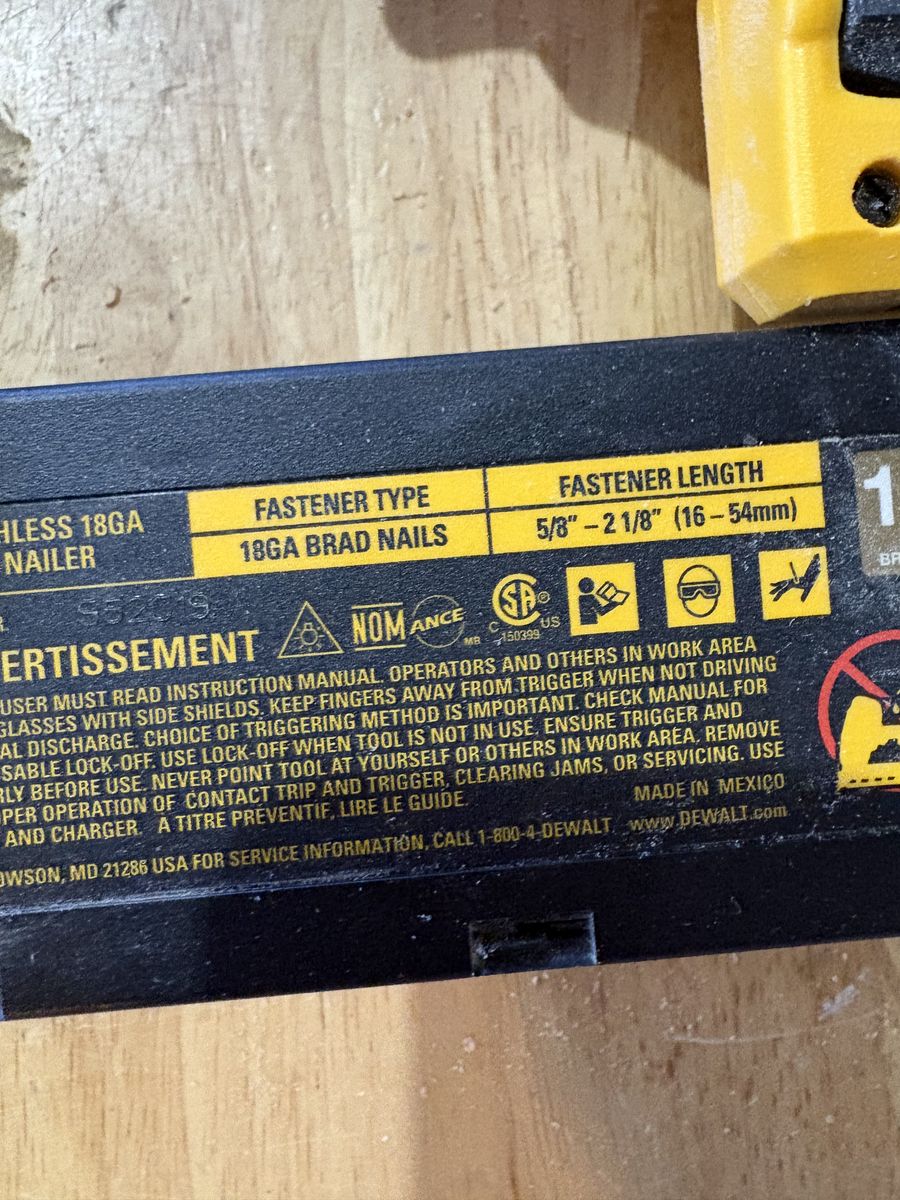 HLESS 18GA
NAILER
FASTENER TYPE
18GA BRAD NAILS
FASTENER LENGTH
5/8" – 2 1/8" (16 – 54mm)
1
BR
R.
NOM ANCE MB
C SA ® US
150399
ERTISSEMENT
USER MUST READ INSTRUCTION MANUAL. OPERATORS AND OTHERS IN WORK AREA
GLASSES WITH SIDE SHIELDS. KEEP FINGERS AWAY FROM TRIGGER WHEN NOT DRIVING
AL DISCHARGE. CHOICE OF TRIGGERING METHOD IS IMPORTANT. CHECK MANUAL FOR
SABLE LOCK-OFF. USE LOCK-OFF WHEN TOOL IS NOT IN USE. ENSURE TRIGGER AND
RLY BEFORE USE. NEVER POINT TOOL AT YOURSELF OR OTHERS IN WORK AREA. REMOVE
PER OPERATION OF CONTACT TRIP AND TRIGGER, CLEARING JAMS, OR SERVICING. USE
AND CHARGER. A TITRE PREVENTIF, LIRE LE GUIDE.
MADE IN MEXICO
OWSON, MD 21286 USA FOR SERVICE INFORMATION, CALL 1-800-4-DEWALT www.DEWALT.com